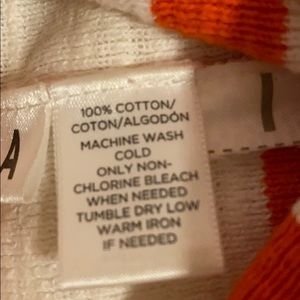 100% COTTON/
COTON/ALGODÓN
MACHINE WASH
COLD
ONLY NON-
CHLORINE BLEACH
WHEN NEEDED
TUMBLE DRY LOW
WARM IRON
IF NEEDED
A